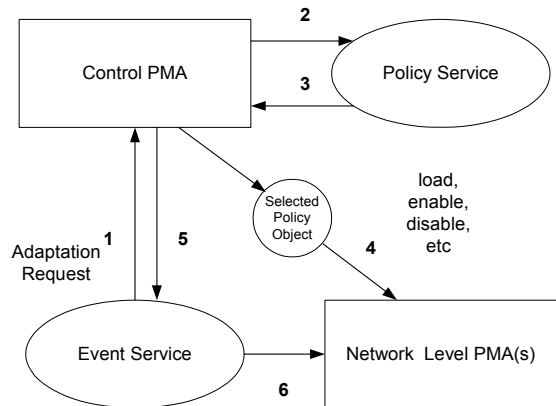 2
Control PMA
Policy Service
3
Selected
Policy
Object
load,
enable,
disable,
etc
1
5
4
Adaptation
Request
Event Service
Network Level PMA(s)
6